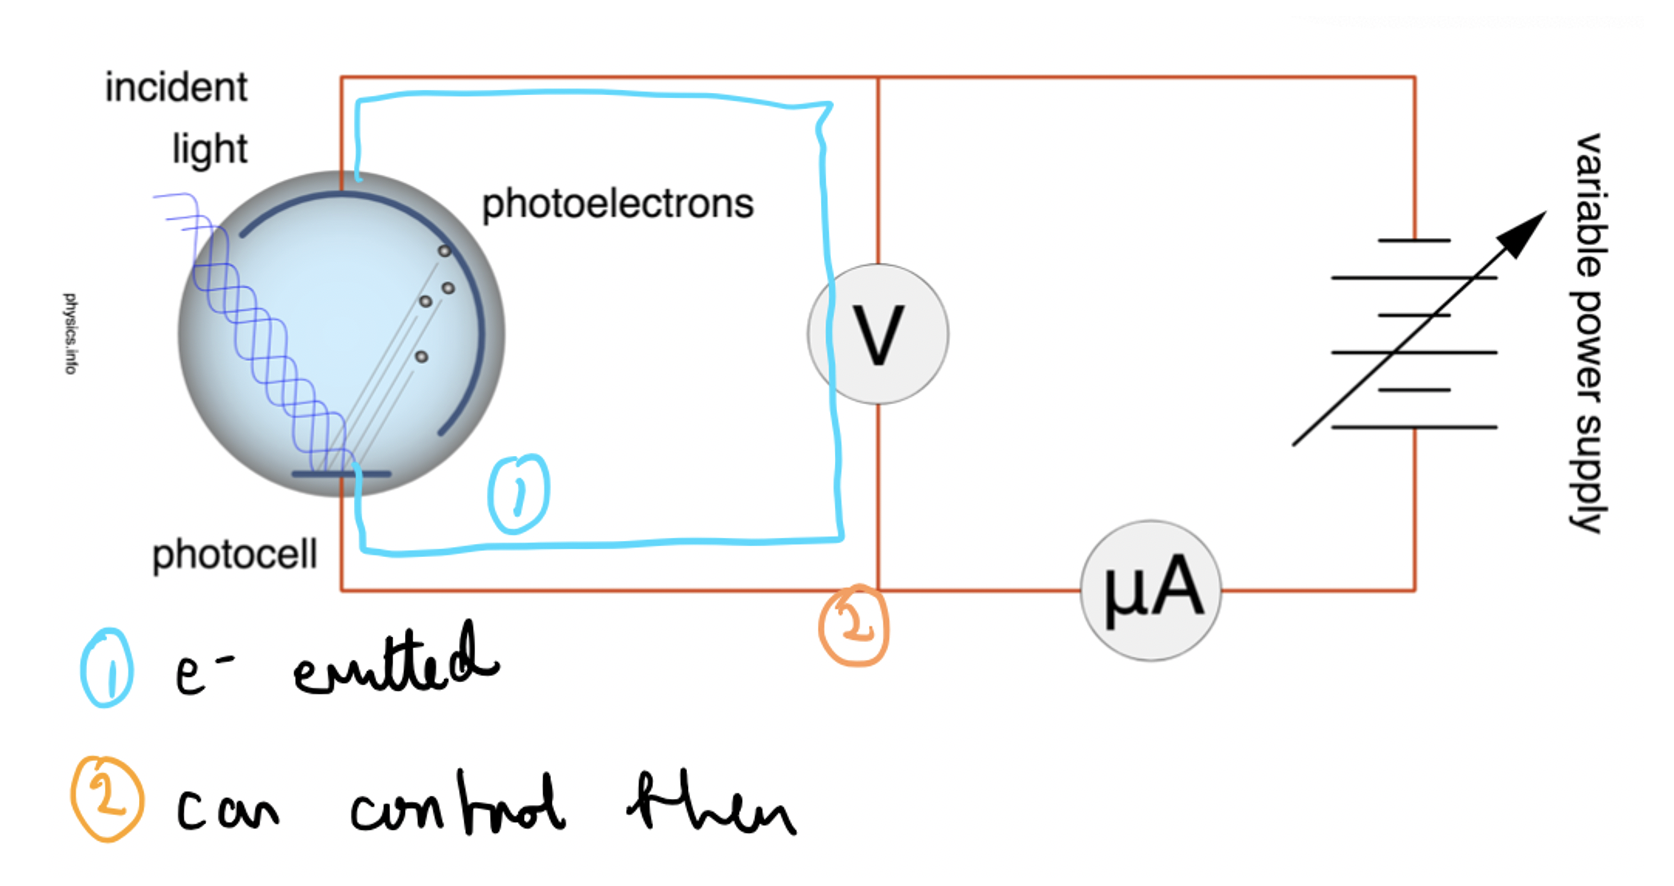 incident
light
photoelectrons
variable power supply
physics.info
V
1
photocell
µA
2
1 e- emitted
2 can control then